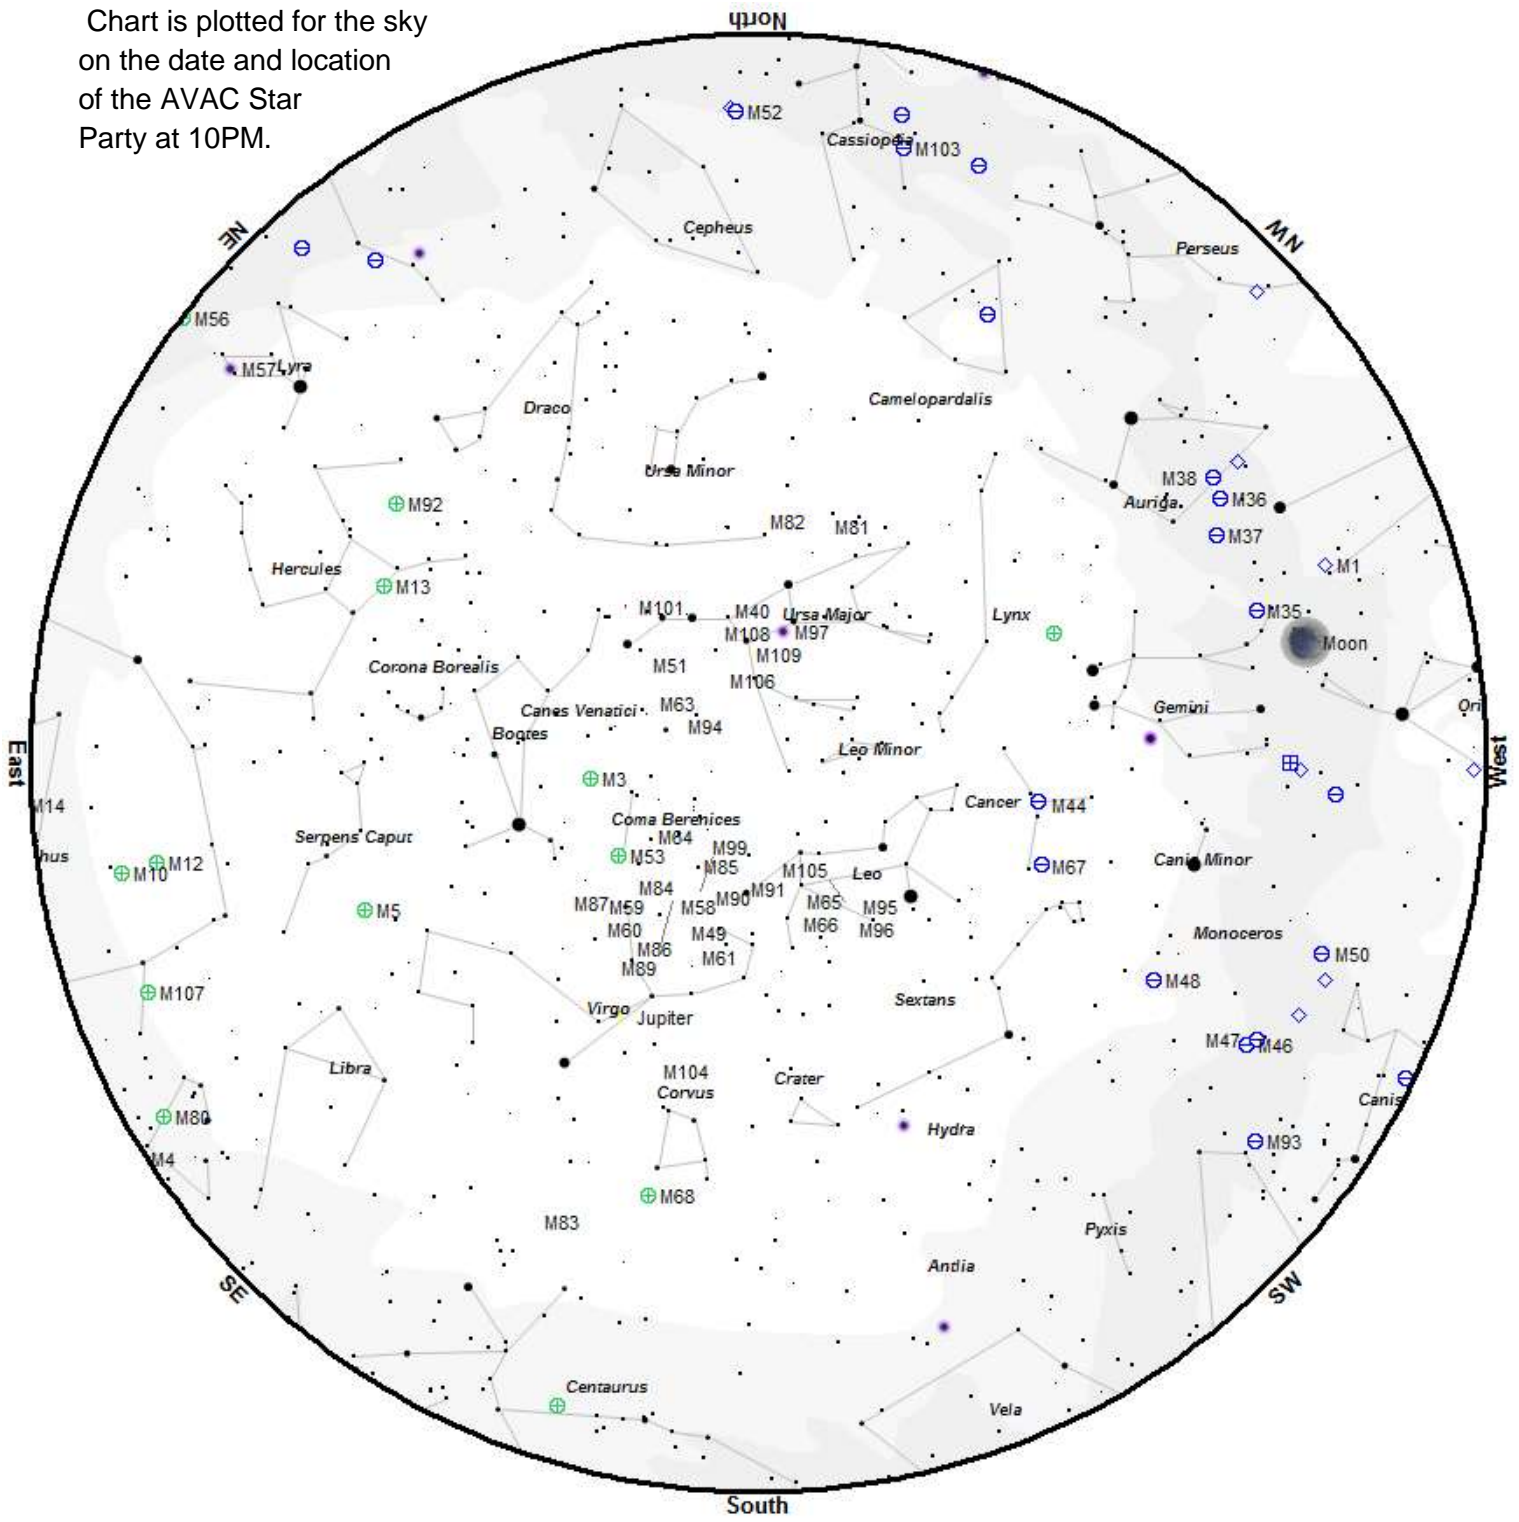 Chart is plotted for the sky
on the date and location
of the AVAC Star
Party at 10PM.
North
M52
Cassiopeia
M103
NE
Cepheus
NW
Perseus
M56
M57
Lyra
Draco
Camelopardalis
Ursa Minor
M38
M36
Auriga
M92
M82
M81
M37
Hercules
M1
M13
M101
M40
Ursa Major
Lynx
M35
M108
M97
Moon
M109
Corona Borealis
M51
M106
Canes Venatici
M63
Gemini
Ori
M94
Bootes
Leo Minor
East
West
M3
M14
Cancer
M44
Coma Berenices
Serpens Caput
M64
M99
hus
M12
M53
M85
Canis Minor
M10
M105
Leo
M67
M84
M91
M90
M87
M59
M58
M65
M95
M5
M60
M49
M66
M96
Monoceros
M86
M61
M50
M89
M107
M48
Virgo
Jupiter
Sextans
M47
M46
Libra
M104
Crater
Corvus
Canis
M80
Hydra
M4
M93
M68
M83
Pyxis
Antlia
SE
SW
Centaurus
Vela
South